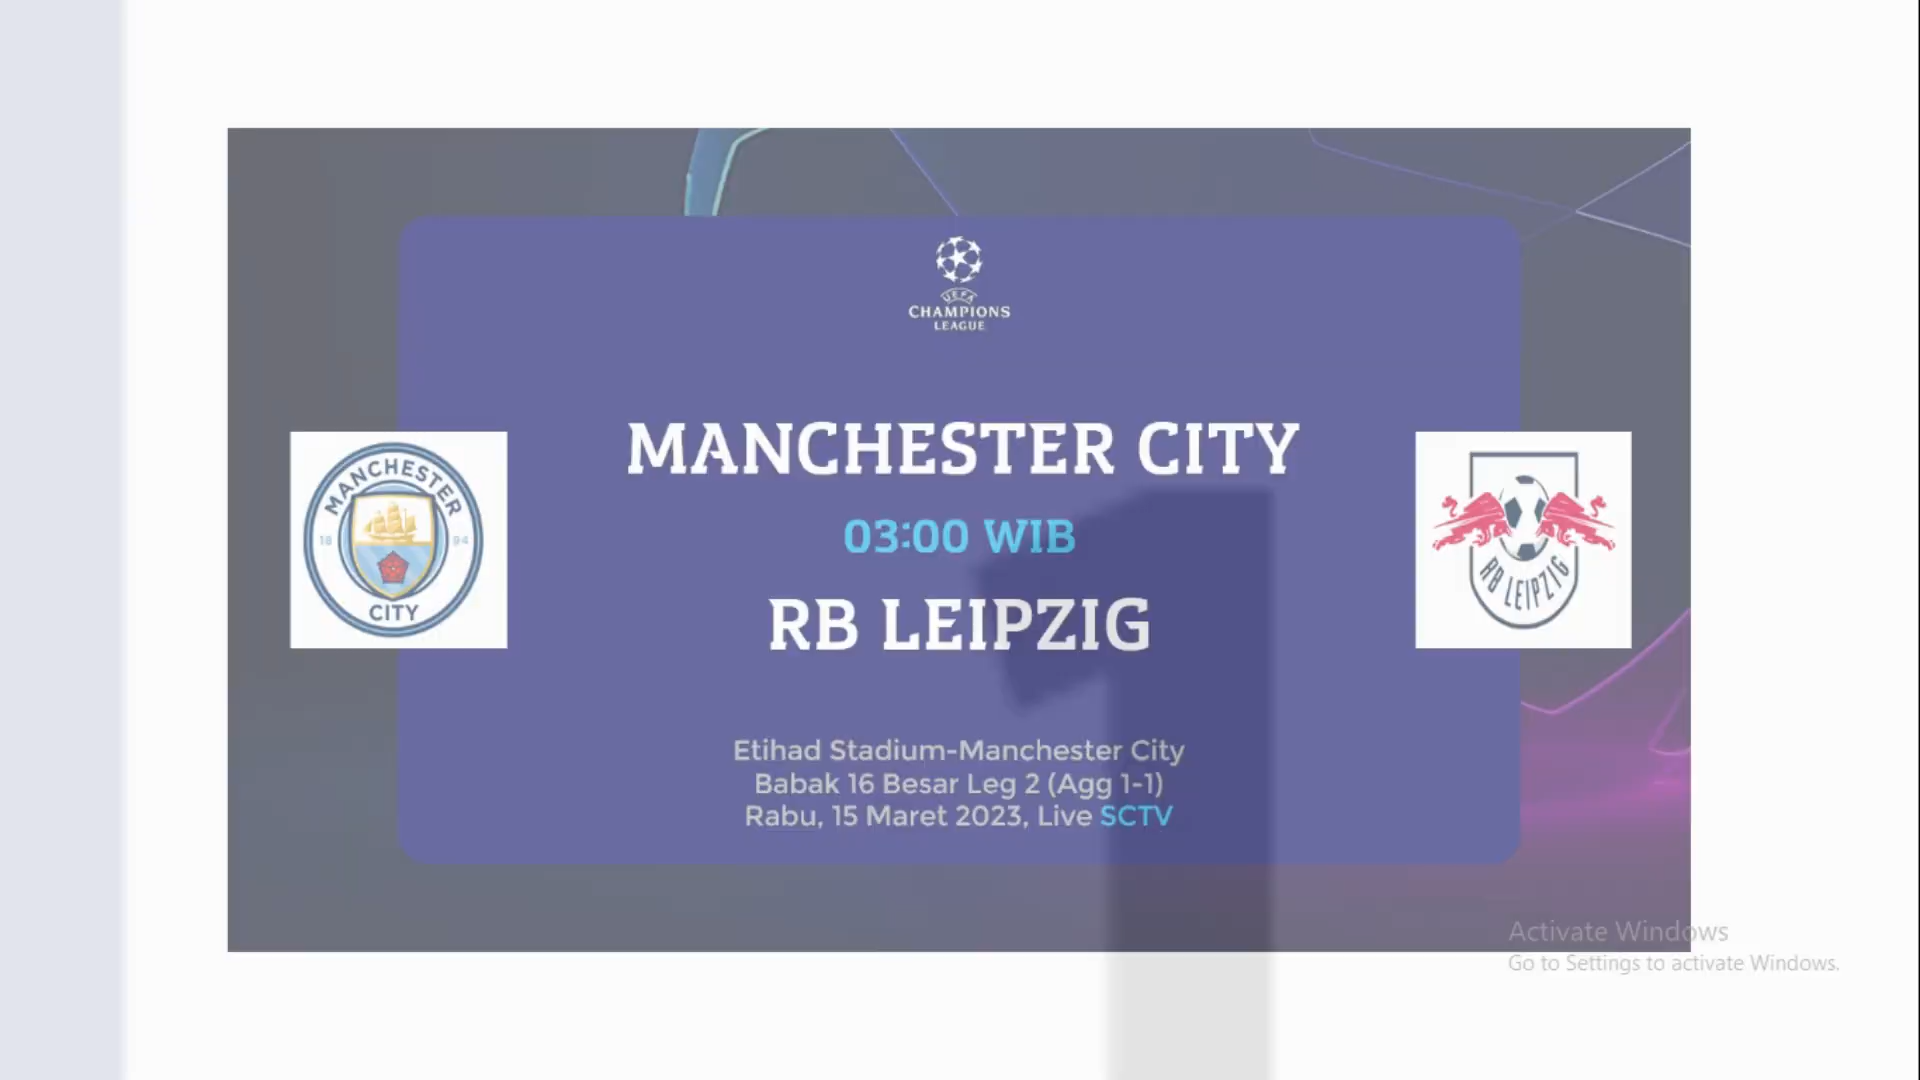 UEFA
CHAMPIONS
LEAGUE
MANCHESTER CITY
03:00 WIB
RB LEIPZIG
MANCHESTER
18 94
CITY
RB LEIPZIG
Etihad Stadium-Manchester City
Babak 16 Besar Leg 2 (Agg 1-1)
Rabu, 15 Maret 2023, Live SCTV
1
Activate Windows
Go to Settings to activate Windows.